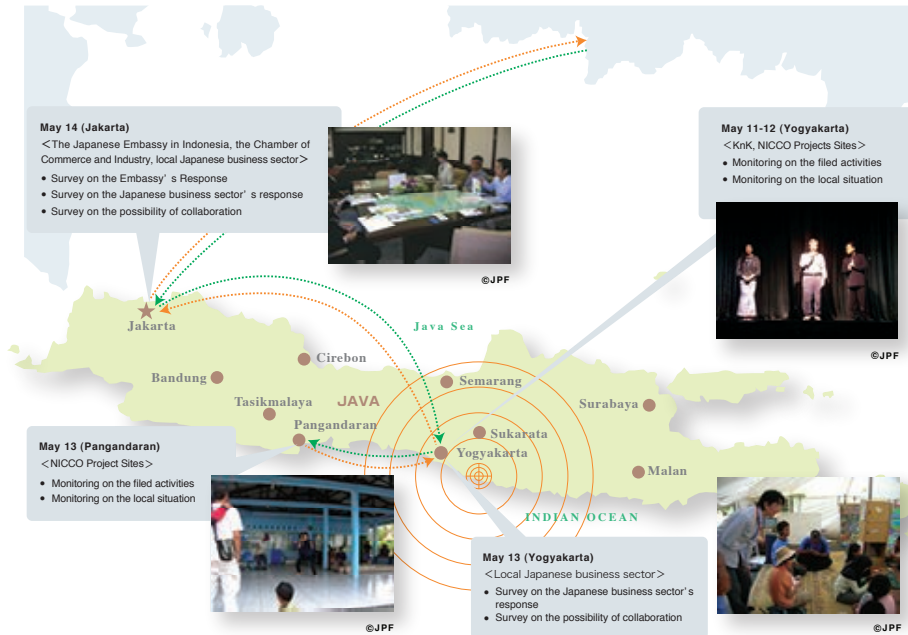 May 14 (Jakarta)
<The Japanese Embassy in Indonesia, the Chamber of
Commerce and Industry, local Japanese business sector>
• Survey on the Embassy' s Response
• Survey on the Japanese business sector' s response
• Survey on the possibility of collaboration
©JPF
May 11-12 (Yogyakarta)
<KnK, NICCO Projects Sites>
• Monitoring on the filed activities
• Monitoring on the local situation
©JPF
Java Sea
Jakarta
Cirebon
Bandung
Semarang
Tasikmalaya
JAVA
Surabaya
Pangandaran
Sukarata
Yogyakarta
Malan
INDIAN OCEAN
May 13 (Pangandaran)
<NICCO Project Sites>
• Monitoring on the filed activities
• Monitoring on the local situation
©JPF
May 13 (Yogyakarta)
<Local Japanese business sector>
• Survey on the Japanese business sector' s
response
• Survey on the possibility of collaboration
©JPF